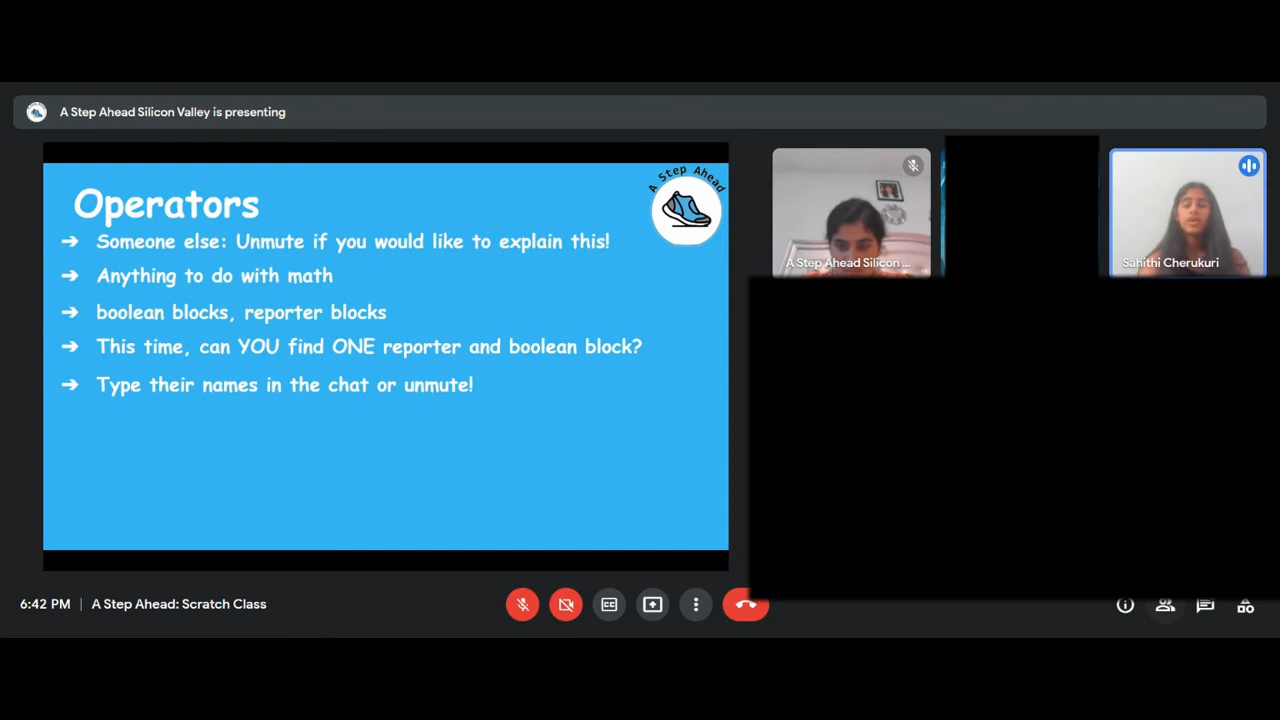 A Step Ahead Silicon Valley is presenting
Operators
A Step Ahead
➔ Someone else: Unmute if you would like to explain this!
➔ Anything to do with math
➔ boolean blocks, reporter blocks
➔ This time, can YOU find ONE reporter and boolean block?
➔ Type their names in the chat or unmute!
A Step Ahead Silicon ...
Sahithi Cherukuri
6:42 PM | A Step Ahead: Scratch Class
CC